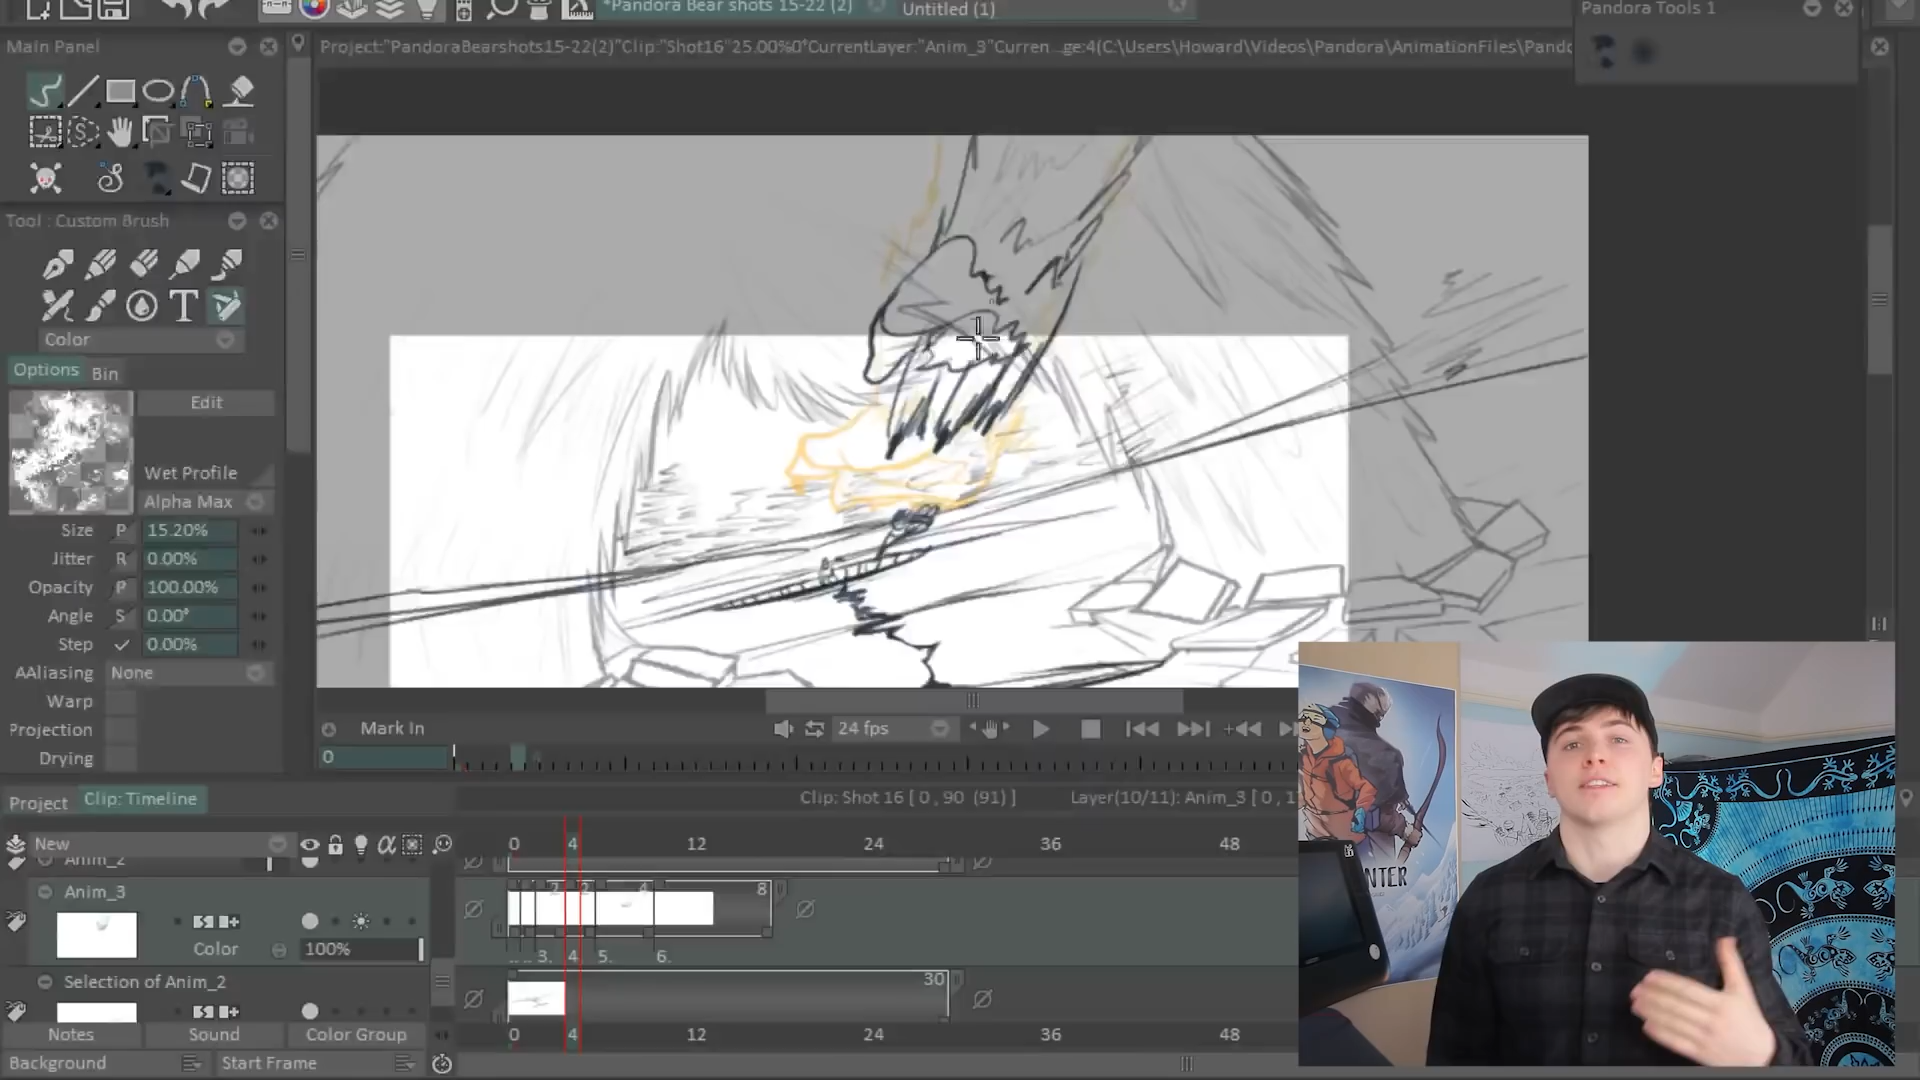 *Pandora Bear shots 15-22 (2)
Untitled (1)
Pandora Tools 1
Main Panel
Project:"PandoraBearshots15-22(2)"Clip:"Shot16"25.00%0°CurrentLayer:"Anim_3"Curren...ge:4(C:\Users\Howard\Videos\Pandora\AnimationFiles\Pando
Tool : Custom Brush
T
Color
Options
Bin
Edit
Wet Profile
Alpha Max
Size P 15.20%
Jitter R 0.00%
Opacity P 100.00%
Angle S 0.00°
Step 0.00%
AAliasing None
Warp
Projection
Drying
Mark In
24 fps
0
Project
Clip: Timeline
Clip: Shot 16 [ 0 , 90 (91) ]
Layer(10/11): Anim_3 [ 0 , 1
New
0 4 12 24 36 48
Anim_2
Anim_3
2 2 4 8
Color
100%
3. 4. 5. 6.
Selection of Anim_2
30
Notes
Sound
Color Group
0 4 12 24 36 48
Background
Start Frame
NTER